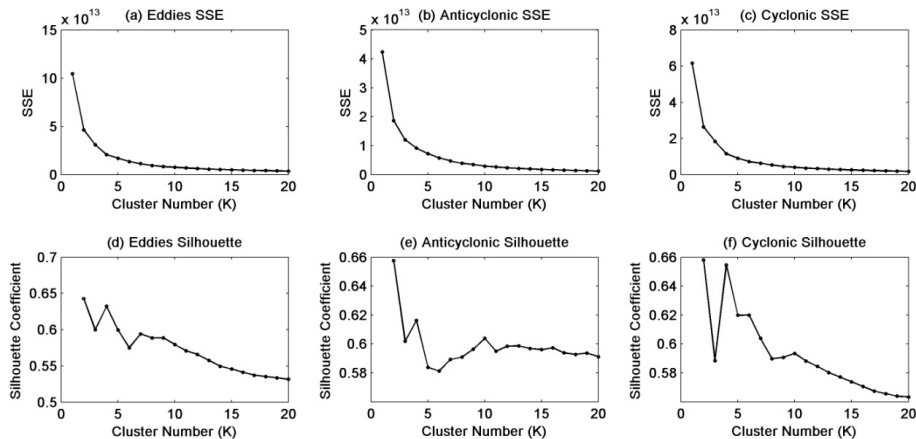 (a) Eddies SSE
x 10^13
15
10
5
0
SSE
0 5 10 15 20
Cluster Number (K)
(b) Anticyclonic SSE
x 10^13
5
4
3
2
1
0
SSE
0 5 10 15 20
Cluster Number (K)
(c) Cyclonic SSE
x 10^13
8
6
4
2
0
SSE
0 5 10 15 20
Cluster Number (K)
(d) Eddies Silhouette
0.7
0.65
0.6
0.55
0.5
Silhouette Coefficient
0 5 10 15 20
Cluster Number (K)
(e) Anticyclonic Silhouette
0.66
0.64
0.62
0.6
0.58
Silhouette Coefficient
0 5 10 15 20
Cluster Number (K)
(f) Cyclonic Silhouette
0.66
0.64
0.62
0.6
0.58
Silhouette Coefficient
0 5 10 15 20
Cluster Number (K)